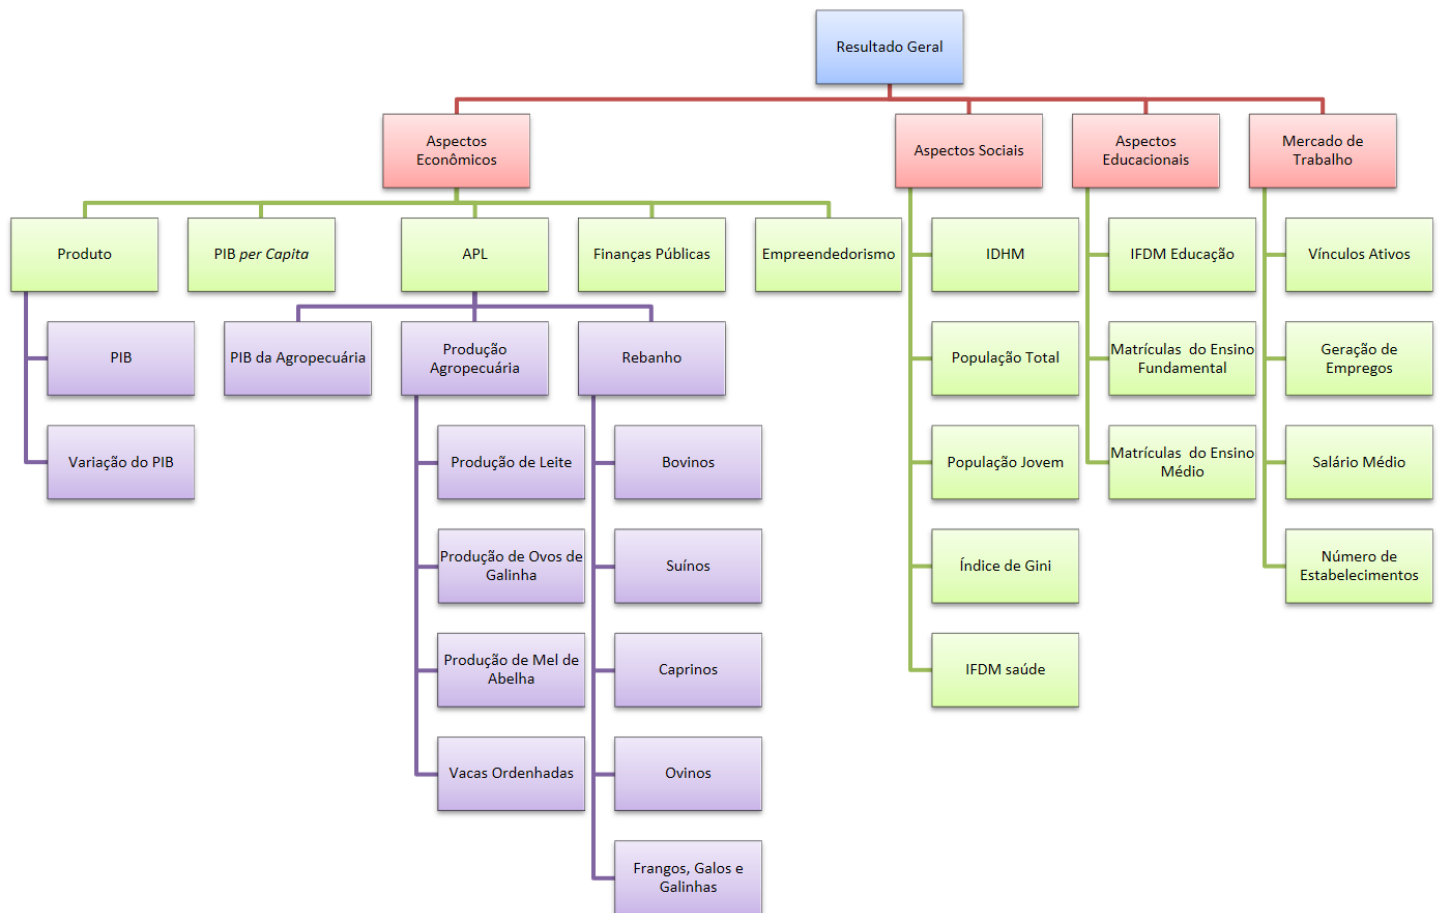 Resultado Geral
Aspectos
Econômicos
Aspectos Sociais
Aspectos
Educacionais
Mercado de
Trabalho
Produto
PIB per Capita
APL
Finanças Públicas
Empreendedorismo
IDHM
IFDM Educação
Vínculos Ativos
PIB
PIB da Agropecuária
Produção
Agropecuária
Rebanho
População Total
Matrículas do Ensino
Fundamental
Geração de
Empregos
Variação do PIB
Produção de Leite
Bovinos
População Jovem
Matrículas do Ensino
Médio
Salário Médio
Produção de Ovos de
Galinha
Suínos
Índice de Gini
Número de
Estabelecimentos
Produção de Mel de
Abelha
Caprinos
IFDM saúde
Vacas Ordenhadas
Ovinos
Frangos, Galos e
Galinhas